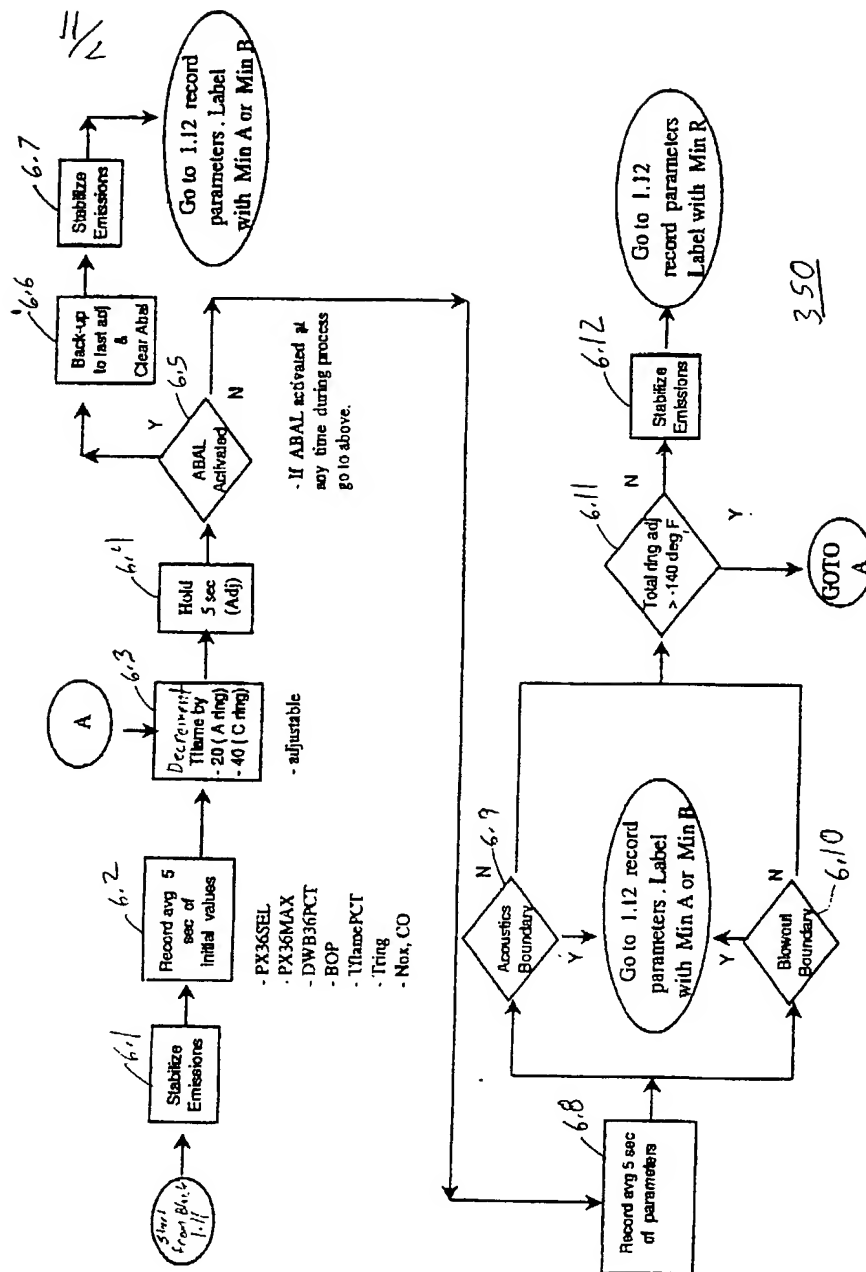 11/7
Start
from Block
1.11
6.1
Stabilize
Emissions
6.2
Record avg 5
sec of
initial values
- PX36SEL
- PX36MAX
- DWB36PCT
- BOP
- TflamePCT
- Tring
- Nox, CO
A
6.3
Decrement
Tflame by
- 20 ( A ring)
- 40 ( C ring)
- adjustable
6.4
Hold
5 sec
(Adj)
6.5
ABAL
Activated
Y
N
- If ABAL activated at
any time during process
go to above.
6.6
Back-up
to last adj
&
Clear Abal
6.7
Stabilize
Emissions
Go to 1.12 record
parameters . Label
with Min A or Min B
6.8
Record avg 5 sec
of parameters
6.9
Acoustics
Boundary
N
Y
Go to 1.12 record
parameters . Label
with Min A or Min B
Y
N
Blowout
Boundary
6.10
6.11
Total ring adj
> -140 deg, F
N
Y
GOTO
A
6.12
Stabilize
Emissions
Go to 1.12
record parameters
Label with Min R
350